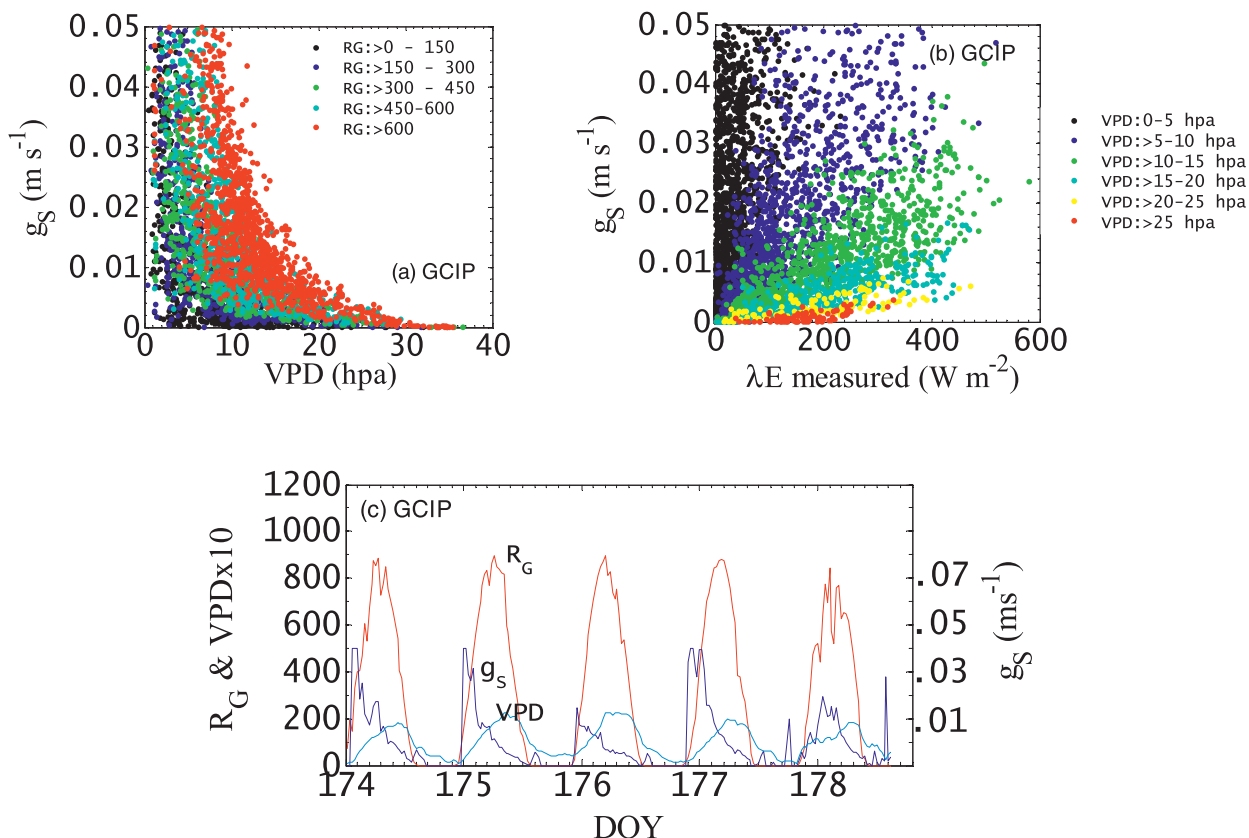 0.05
0.04
0.03
0.02
0.01
0
g_S (m s^-1)
RG:>0 - 150
RG:>150 - 300
RG:>300 - 450
RG:>450-600
RG:>600
(a) GCIP
0 10 20 30 40
VPD (hpa)
0.05
0.04
0.03
0.02
0.01
0
g_S (m s^-1)
(b) GCIP
0 200 400 600
λE measured (W m^-2)
VPD:0-5 hpa
VPD:>5-10 hpa
VPD:>10-15 hpa
VPD:>15-20 hpa
VPD:>20-25 hpa
VPD:>25 hpa
1200
1000
800
600
400
200
0
R_G & VPDx10
(c) GCIP
R_G
g_S
VPD
.07
.05
.03
.01
g_S (ms^-1)
174 175 176 177 178
DOY